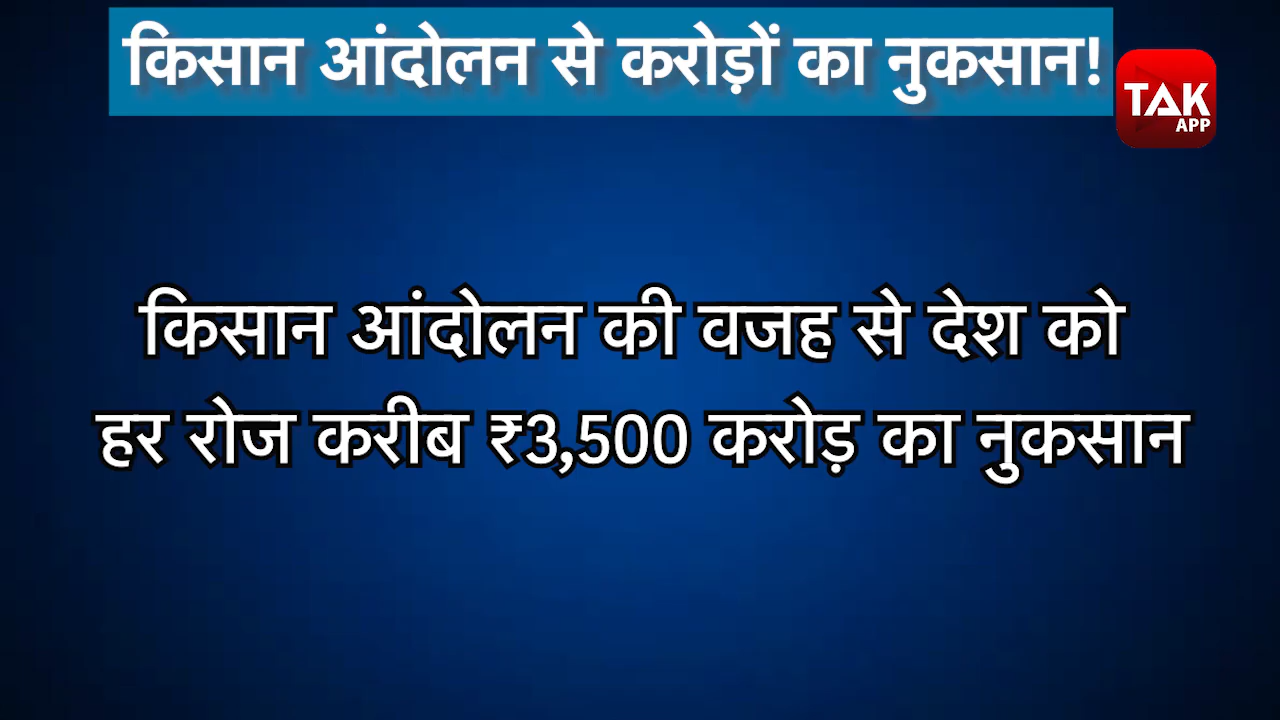 किसान आंदोलन से करोड़ों का नुकसान!
TAK
APP
किसान आंदोलन की वजह से देश को
हर रोज करीब ₹3,500 करोड़ का नुकसान